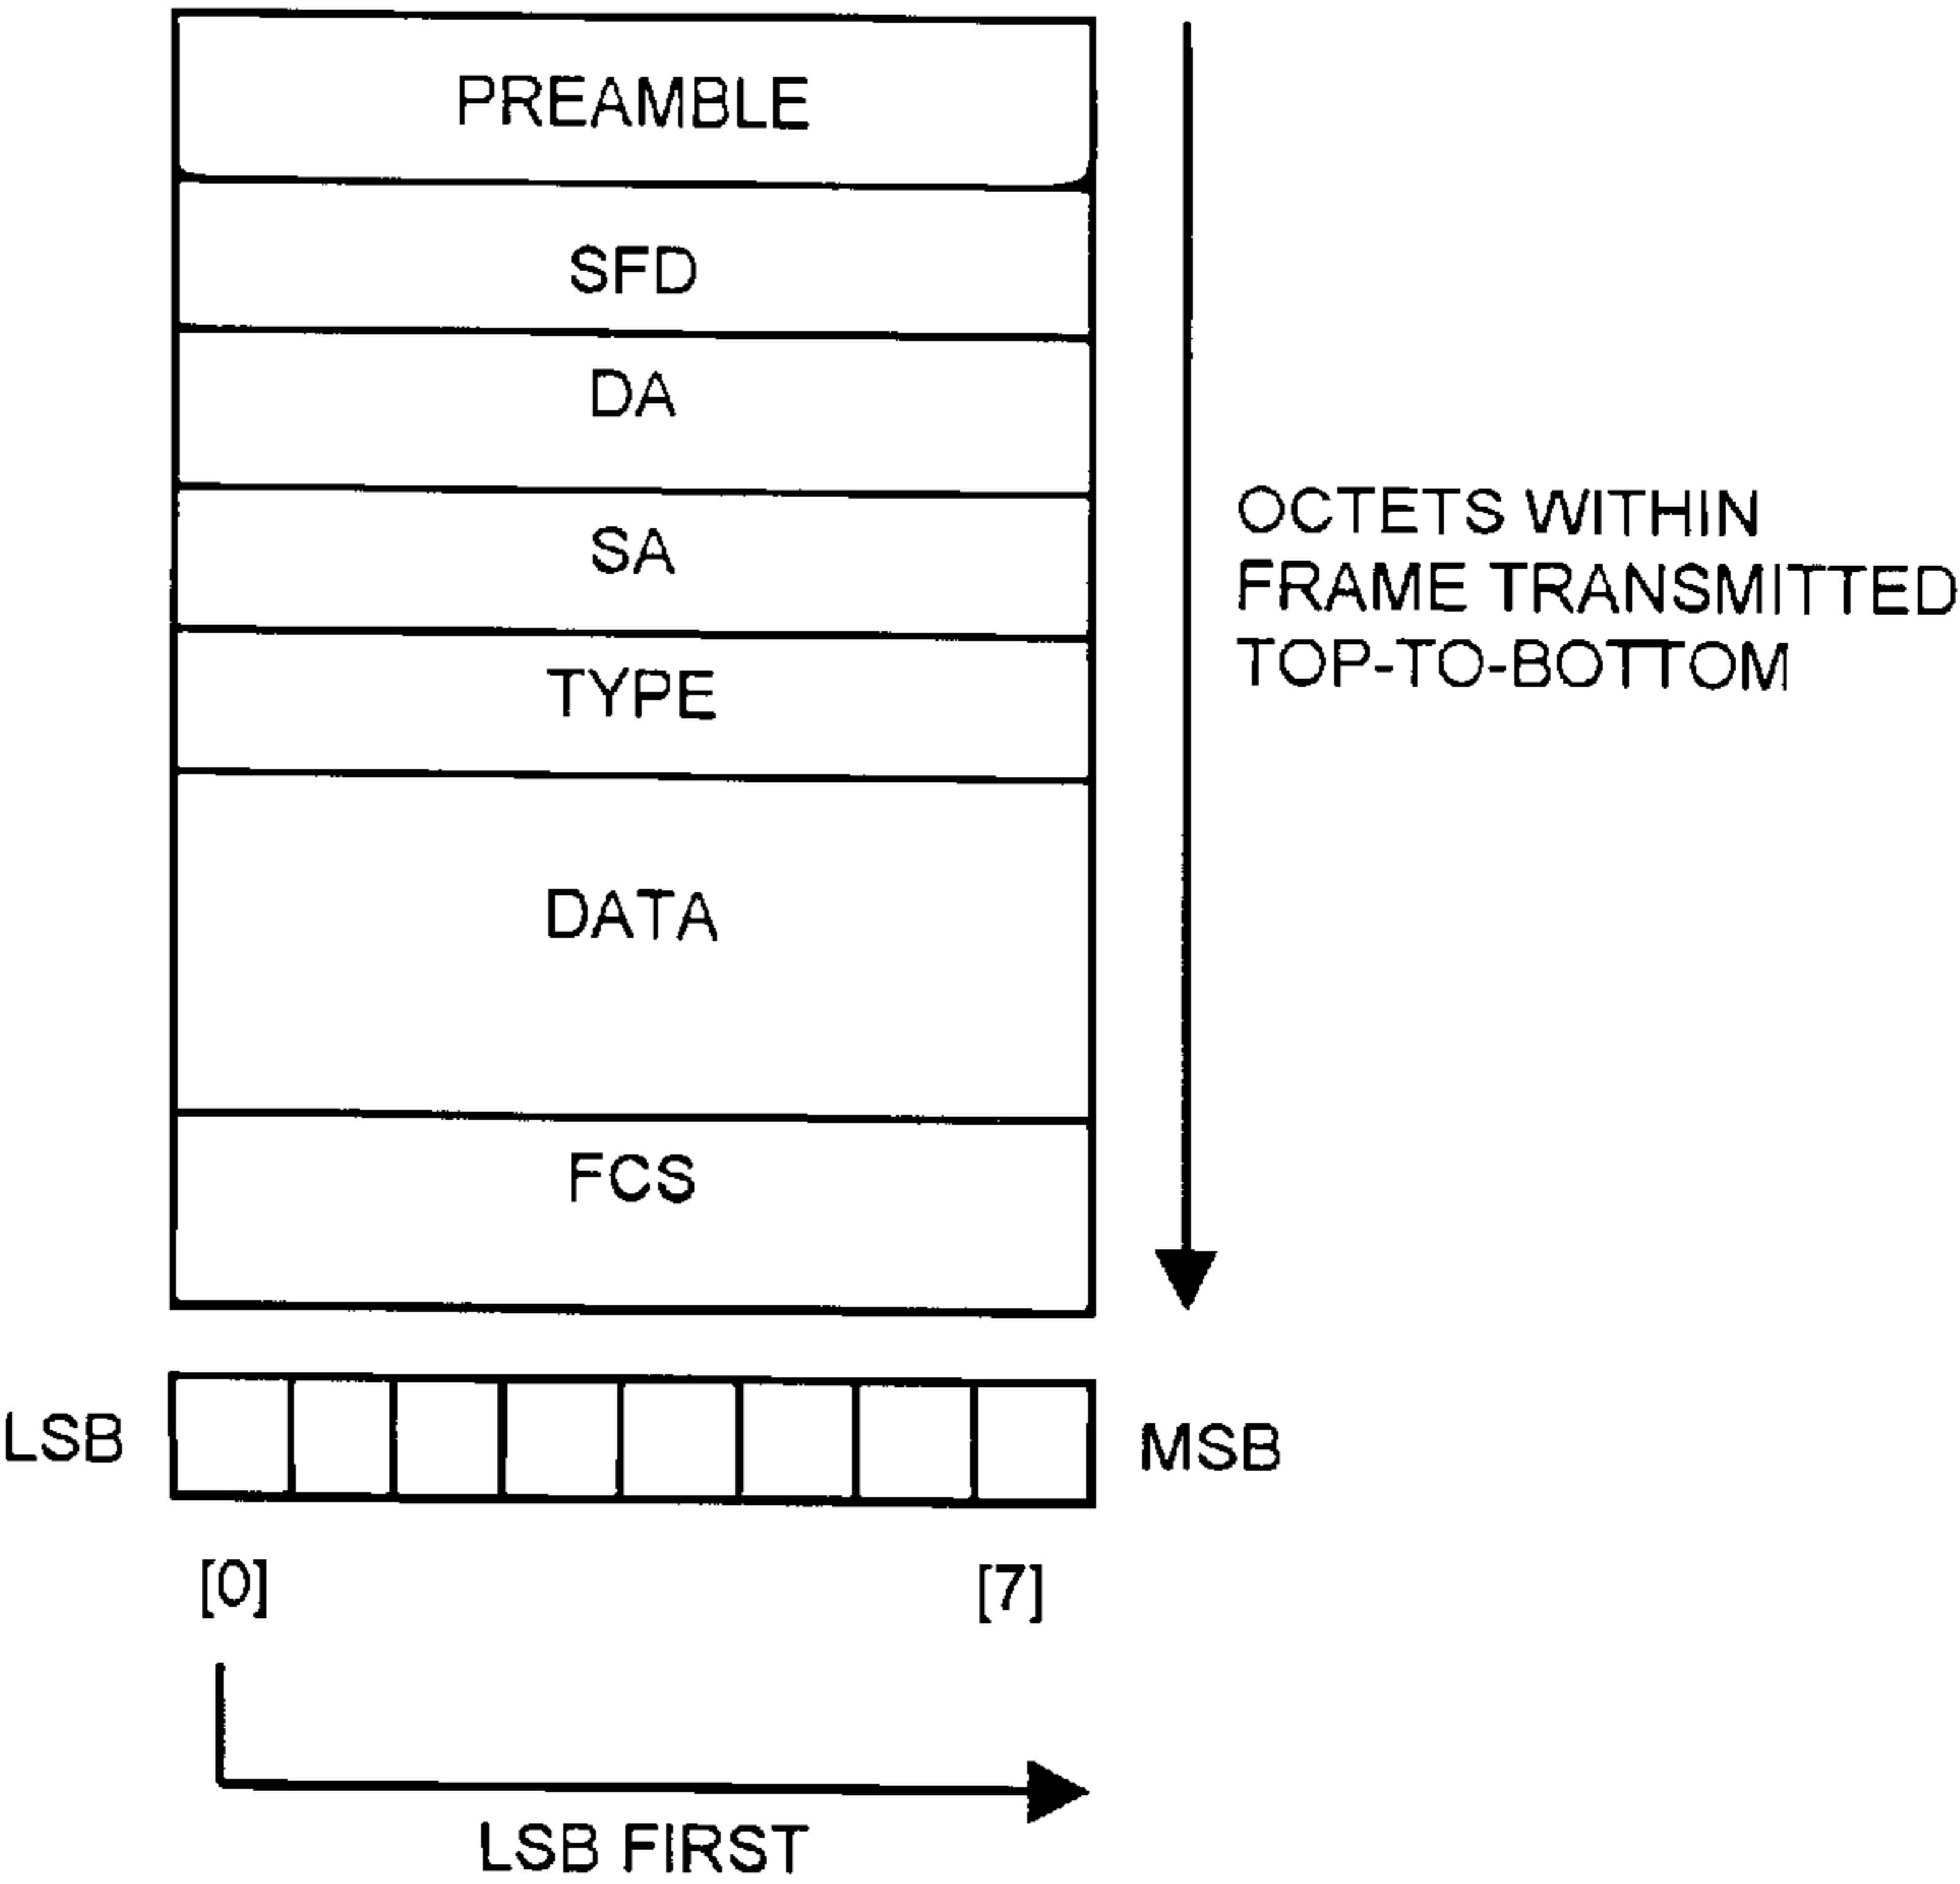 PREAMBLE
SFD
DA
SA
TYPE
DATA
FCS
OCTETS WITHIN
FRAME TRANSMITTED
TOP-TO-BOTTOM
LSB
MSB
[0]
[7]
LSB FIRST